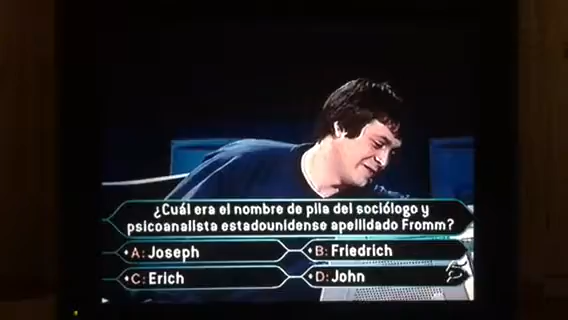 ¿Cuál era el nombre de pila del sociólogo y
psicoanalista estadounidense apellidado Fromm?
A: Joseph
B: Friedrich
C: Erich
D: John